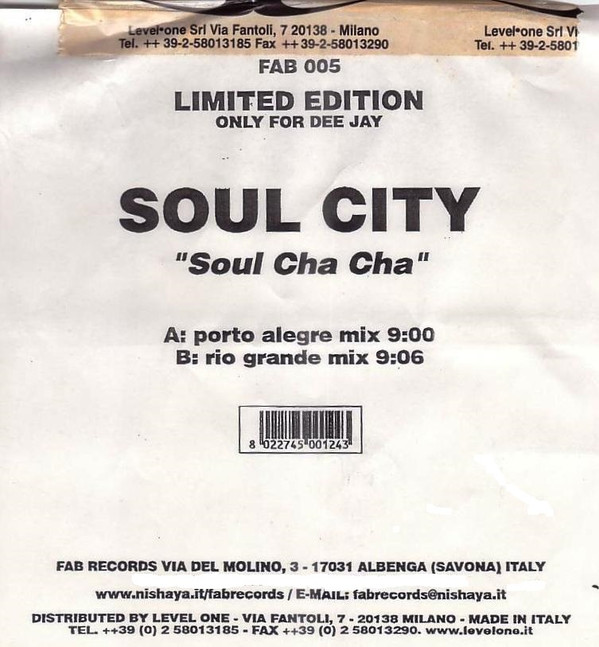 Level•one Srl Via Fantoli, 7 20138 - Milano
Tel. ++ 39-2-58013185 Fax ++ 39-2-58013290
Level•one Srl Vi
Tel. ++ 39-2-5801
FAB 005
LIMITED EDITION
ONLY FOR DEE JAY
SOUL CITY
"Soul Cha Cha"
A: porto alegre mix 9:00
B: rio grande mix 9:06
8 022745 001243
FAB RECORDS VIA DEL MOLINO, 3 - 17031 ALBENGA (SAVONA) ITALY
www.nishaya.it/fabrecords / E-MAIL: fabrecords@nishaya.it
DISTRIBUTED BY LEVEL ONE - VIA FANTOLI, 7 - 20138 MILANO - MADE IN ITALY
TEL. ++39 (0) 2 58013185 - FAX ++39 (0) 2 58013290. www.levelone.it